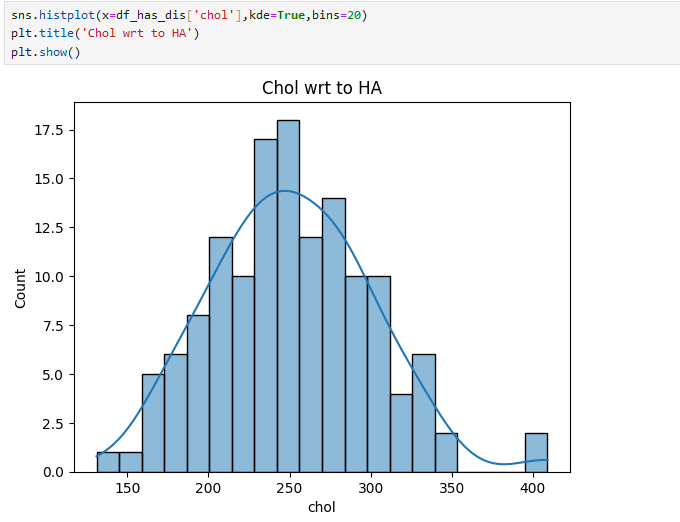 sns.histplot(x=df_has_dis['chol'],kde=True,bins=20)
plt.title('Chol wrt to HA')
plt.show()
Chol wrt to HA
17.5
15.0
12.5
10.0
7.5
5.0
2.5
0.0
Count
150 200 250 300 350 400
chol